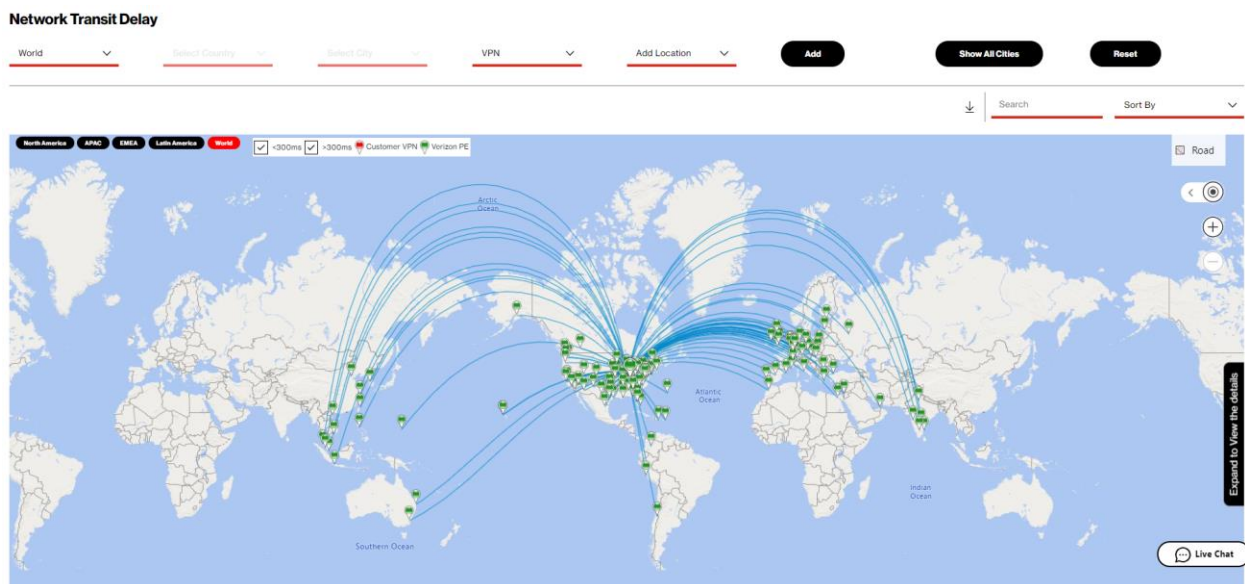 Network Transit Delay
World
Select Country
Select City
VPN
Add Location
Add
Show All Cities
Reset
Search
Sort By
North America
APAC
EMEA
Latin America
World
<300ms
>300ms
Customer VPN
Verizon PE
Road
Arctic
Ocean
Atlantic
Ocean
Expand to View the details
Indian
Ocean
Southern Ocean
Live Chat